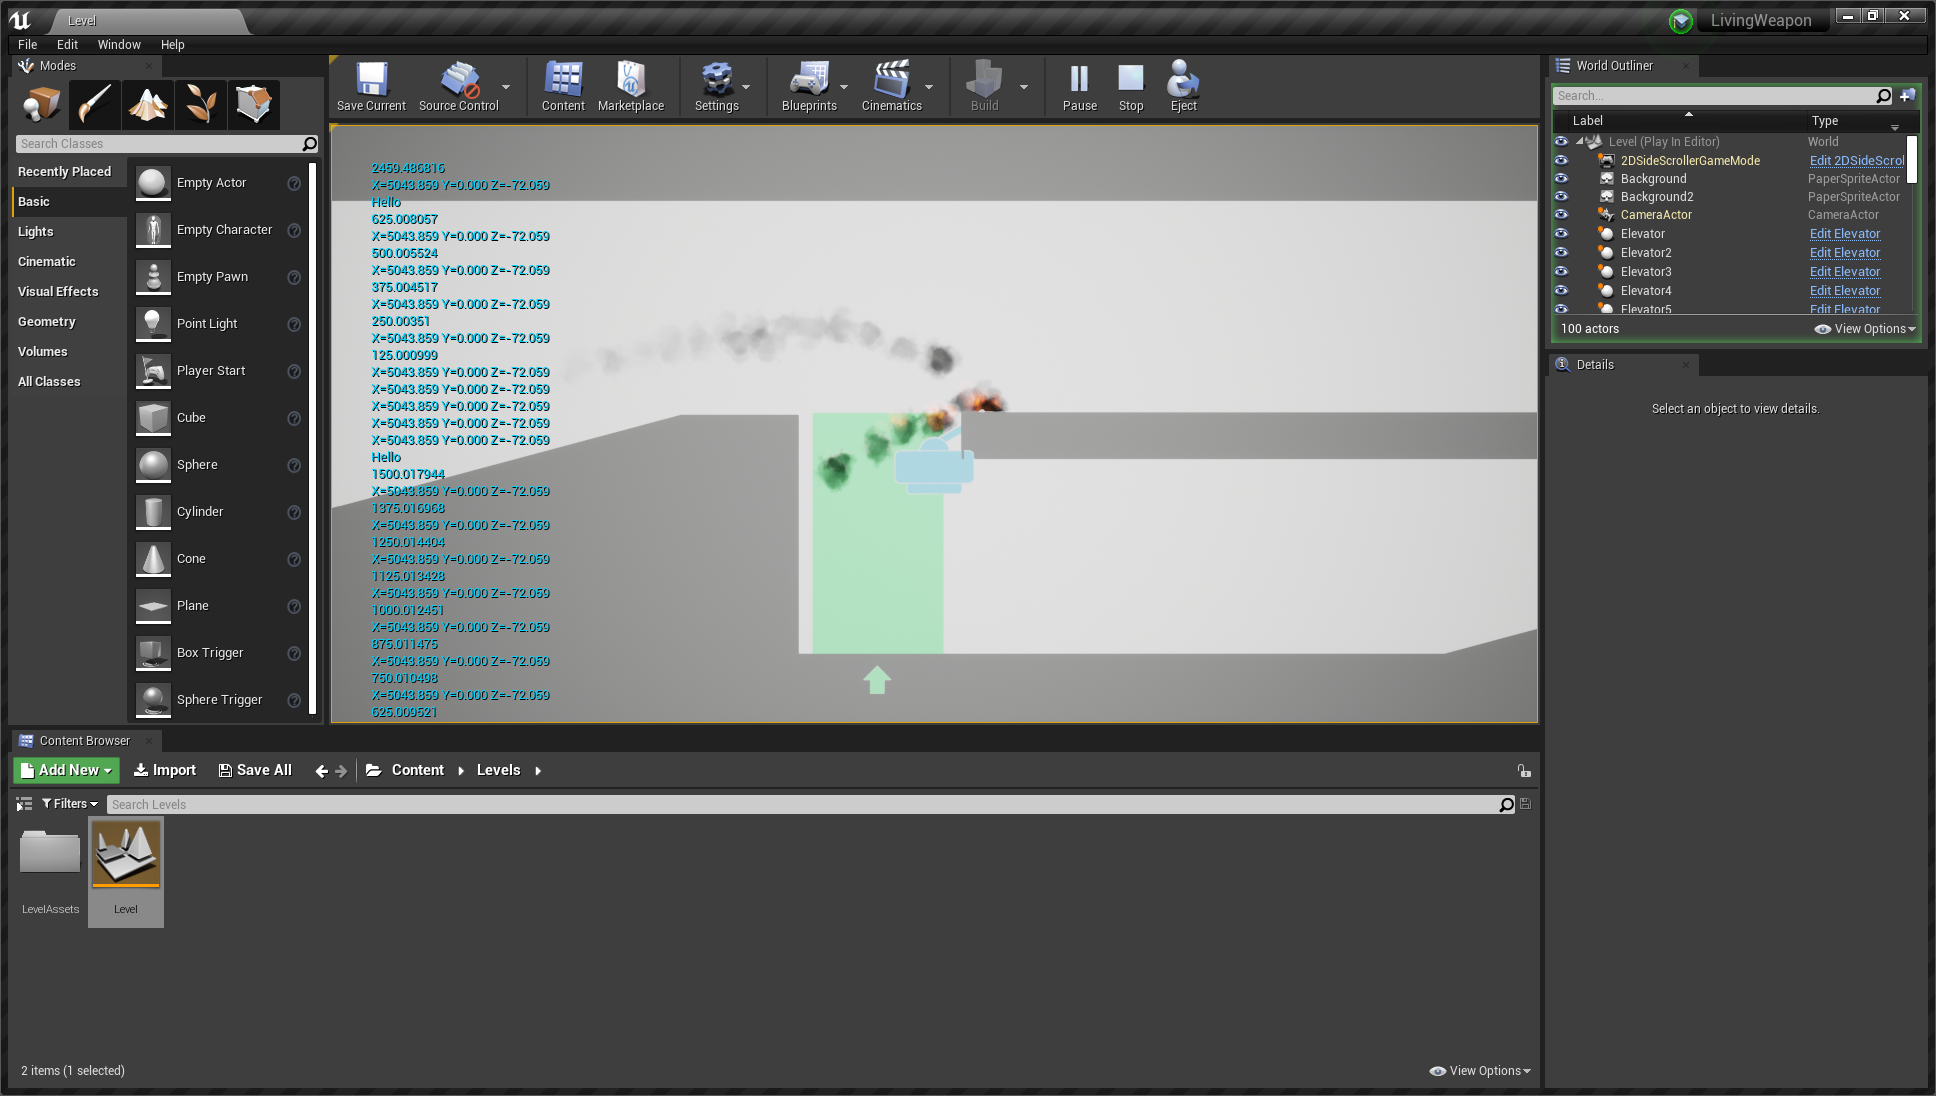 Level
LivingWeapon
File Edit Window Help
Modes
Save Current
Source Control
Content
Marketplace
Settings
Blueprints
Cinematics
Build
Pause
Stop
Eject
Search Classes
Recently Placed
Basic
Lights
Cinematic
Visual Effects
Geometry
Volumes
All Classes
Empty Actor
Empty Character
Empty Pawn
Point Light
Player Start
Cube
Sphere
Cylinder
Cone
Plane
Box Trigger
Sphere Trigger
2459.486816
X=5043.859 Y=0.000 Z=-72.059
Hello
625.008057
X=5043.859 Y=0.000 Z=-72.059
500.005524
X=5043.859 Y=0.000 Z=-72.059
375.004517
X=5043.859 Y=0.000 Z=-72.059
250.00351
X=5043.859 Y=0.000 Z=-72.059
125.000999
X=5043.859 Y=0.000 Z=-72.059
X=5043.859 Y=0.000 Z=-72.059
X=5043.859 Y=0.000 Z=-72.059
X=5043.859 Y=0.000 Z=-72.059
X=5043.859 Y=0.000 Z=-72.059
Hello
1500.017944
X=5043.859 Y=0.000 Z=-72.059
1375.016968
X=5043.859 Y=0.000 Z=-72.059
1250.014404
X=5043.859 Y=0.000 Z=-72.059
1125.013428
X=5043.859 Y=0.000 Z=-72.059
1000.012451
X=5043.859 Y=0.000 Z=-72.059
875.011475
X=5043.859 Y=0.000 Z=-72.059
750.010498
X=5043.859 Y=0.000 Z=-72.059
625.009521
World Outliner
Search...
Label Type
Level (Play In Editor) World
2DSideScrollerGameMode Edit 2DSideScrol
Background PaperSpriteActor
Background2 PaperSpriteActor
CameraActor CameraActor
Elevator Edit Elevator
Elevator2 Edit Elevator
Elevator3 Edit Elevator
Elevator4 Edit Elevator
Elevator5 Edit Elevator
100 actors View Options
Details
Select an object to view details.
Content Browser
Add New Import Save All Content Levels
Filters Search Levels
LevelAssets
Level
2 items (1 selected) View Options